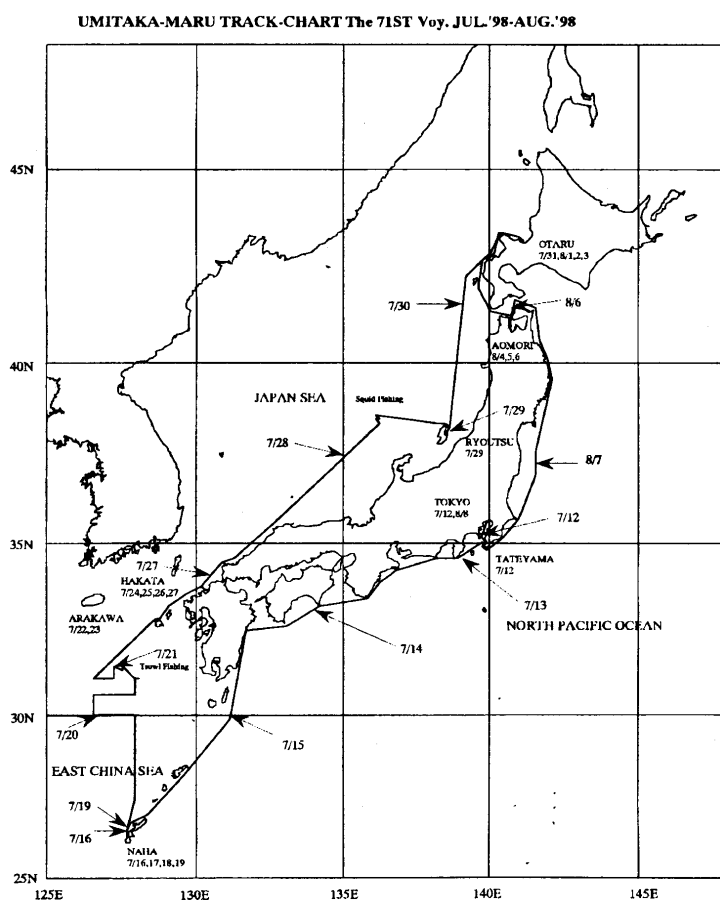 UMITAKA-MARU TRACK-CHART The 71ST Voy. JUL.'98-AUG.'98
45N
OTARU
7/31,8/1,2,3
7/30
8/6
AOMORI
8/4,5,6
40N
JAPAN SEA
Squid Fishing
7/29
7/28
RYOUTSU
7/29
8/7
TOKYO
7/12,8/8
7/12
35N
TATEYAMA
7/12
7/27
HAKATA
7/24,25,26,27
7/13
ARAKAWA
7/22,23
NORTH PACIFIC OCEAN
7/14
7/21
Trawl Fishing
30N
7/20
7/15
EAST CHINA SEA
7/19
7/16
NAHA
7/16,17,18,19
25N
125E
130E
135E
140E
145E